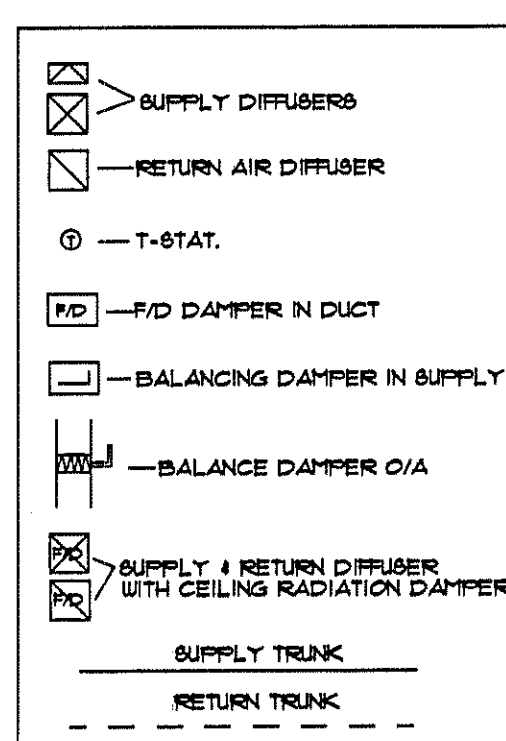 SUPPLY DIFFUSERS
RETURN AIR DIFFUSER
T T-STAT.
F/D F/D DAMPER IN DUCT
BALANCING DAMPER IN SUPPLY
BALANCE DAMPER O/A
F/D
F/D
SUPPLY & RETURN DIFFUSER
WITH CEILING RADIATION DAMPER
SUPPLY TRUNK
RETURN TRUNK